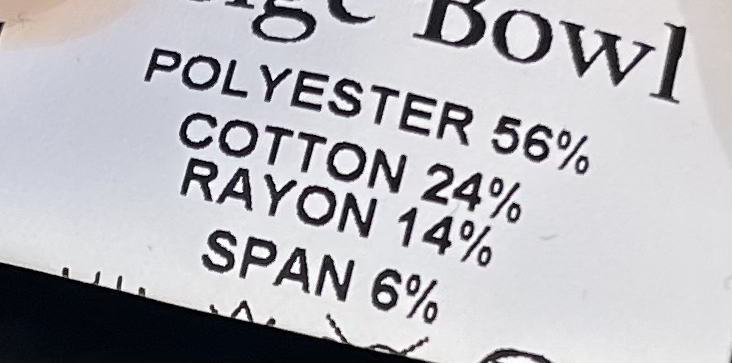 Bowl
POLYESTER 56%
COTTON 24%
RAYON 14%
SPAN 6%